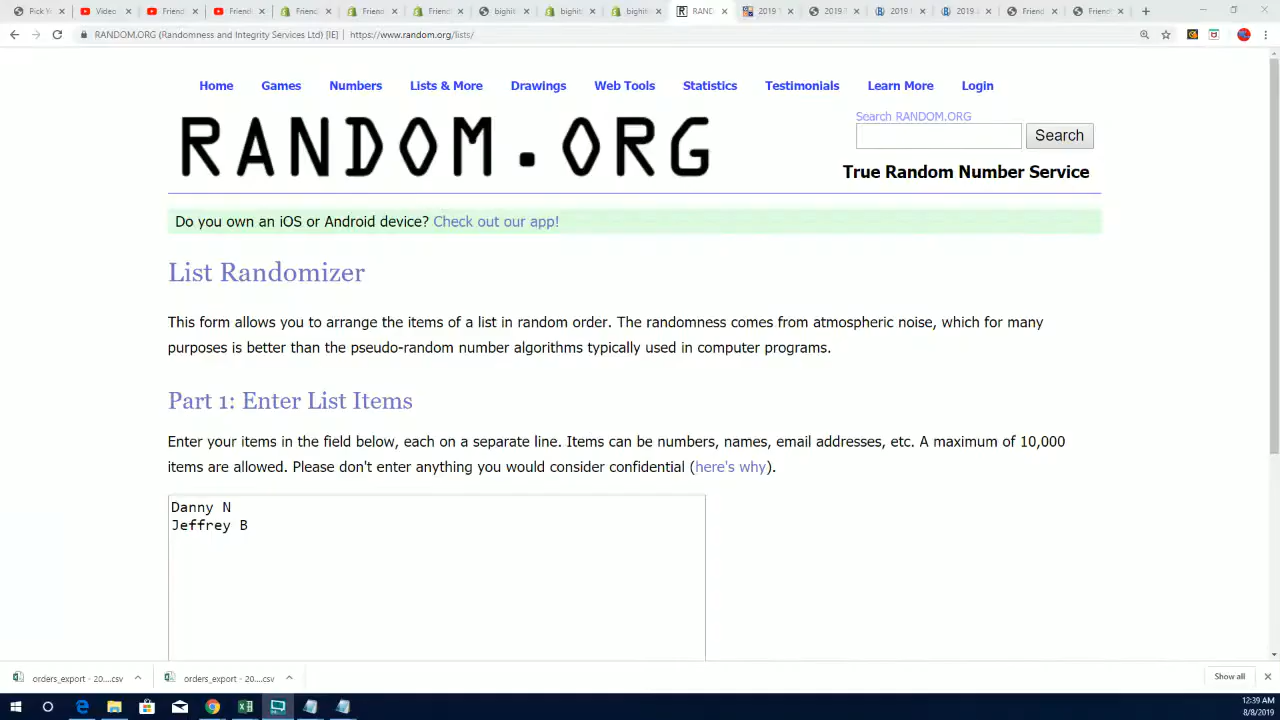 Pick Y
Video
Friend
Friend
Friend
Friend
Friend
bighit
bighit
bighit
RAND
2019
2019
2019
2019
Friend
Friend
RANDOM.ORG (Randomness and Integrity Services Ltd) [IE] | https://www.random.org/lists/
Home Games Numbers Lists & More Drawings Web Tools Statistics Testimonials Learn More Login
RANDOM.ORG
Search RANDOM.ORG
Search
True Random Number Service
Do you own an iOS or Android device? Check out our app!
List Randomizer
This form allows you to arrange the items of a list in random order. The randomness comes from atmospheric noise, which for many
purposes is better than the pseudo-random number algorithms typically used in computer programs.
Part 1: Enter List Items
Enter your items in the field below, each on a separate line. Items can be numbers, names, email addresses, etc. A maximum of 10,000
items are allowed. Please don't enter anything you would consider confidential (here's why).
Danny N
Jeffrey B
orders_export - 20....csv
orders_export - 20....csv
Show all
12:39 AM
8/8/2019